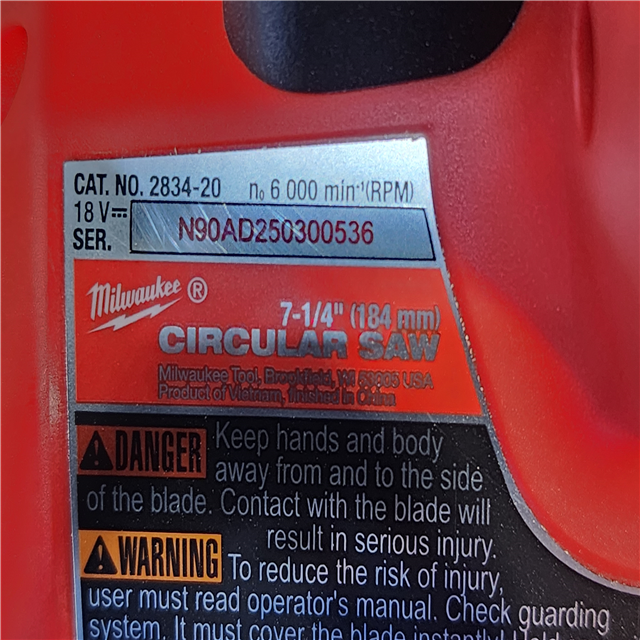 CAT. NO. 2834-20 n₀ 6 000 min⁻¹(RPM)
18 V⎓
SER. N90AD250300536
Milwaukee®
7-1/4" (184 mm)
CIRCULAR SAW
Milwaukee Tool, Brookfield, WI 53005 USA
Product of Vietnam, finished in China
DANGER Keep hands and body
away from and to the side
of the blade. Contact with the blade will
result in serious injury.
WARNING To reduce the risk of injury,
user must read operator's manual. Check guarding
system. It must cover the blade instantly